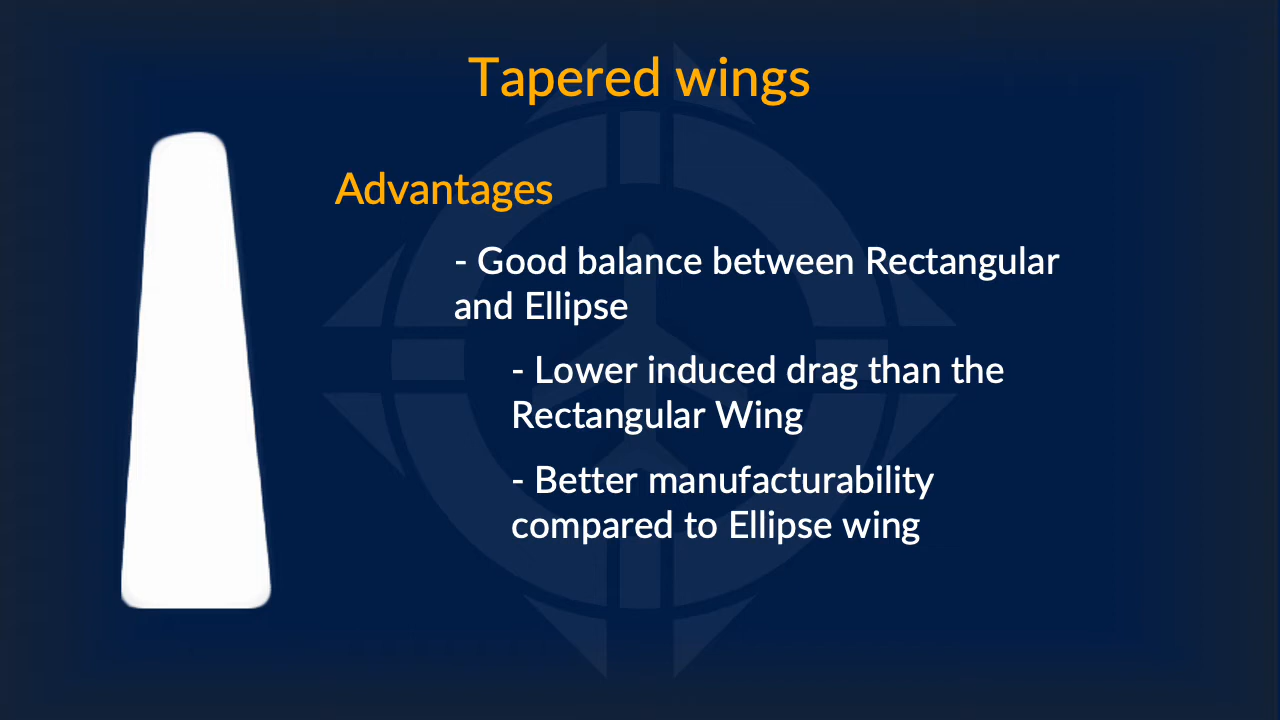 Tapered wings
Advantages
- Good balance between Rectangular
and Ellipse
- Lower induced drag than the
Rectangular Wing
- Better manufacturability
compared to Ellipse wing